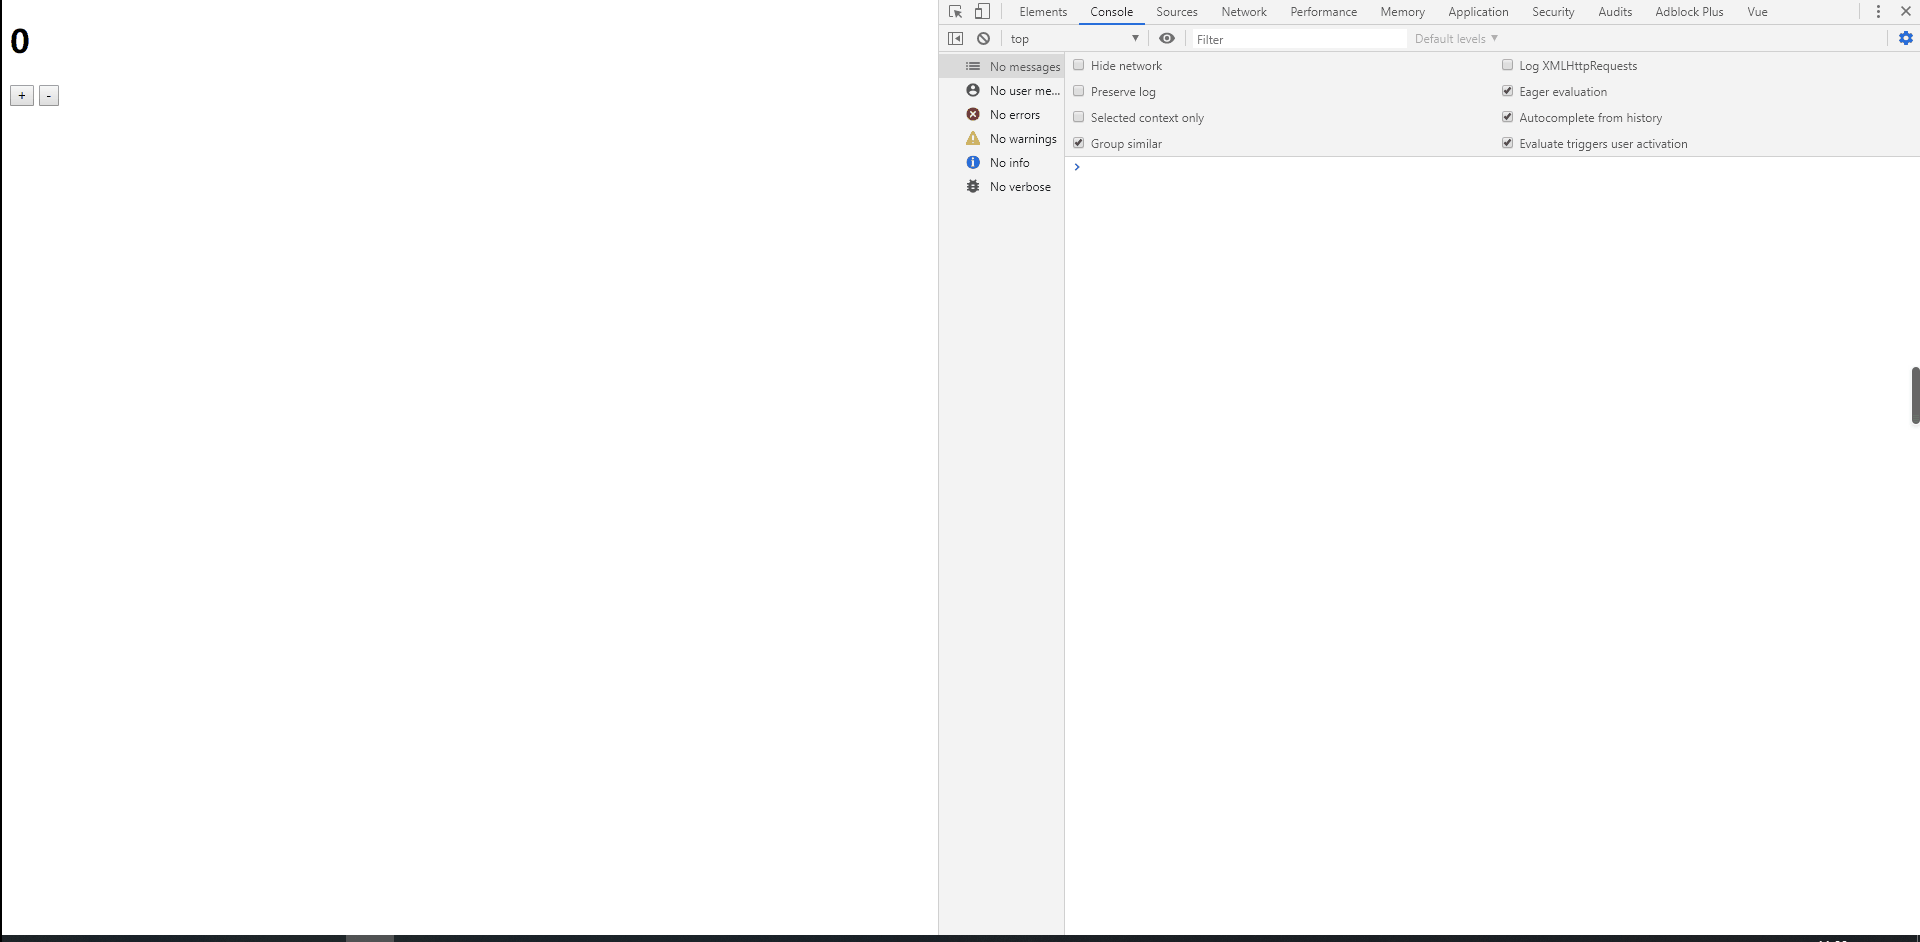 0
+ -
Elements Console Sources Network Performance Memory Application Security Audits Adblock Plus Vue
top Filter Default levels
No messages
No user me...
No errors
No warnings
No info
No verbose
Hide network Log XMLHttpRequests
Preserve log Eager evaluation
Selected context only Autocomplete from history
Group similar Evaluate triggers user activation